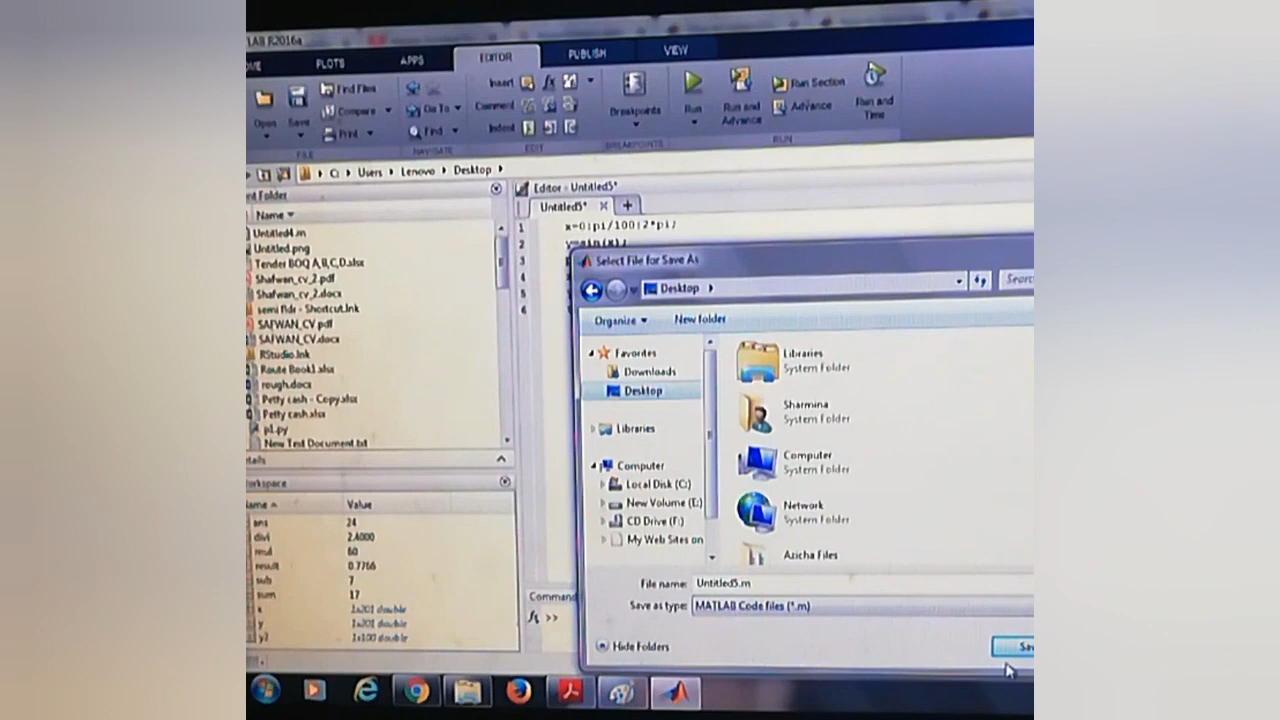 LAB R2016a
PLOTS APPS EDITOR PUBLISH VIEW
Open Save Find Files Compare Print
Go To Find
Insert Comment Indent
Breakpoints
Run Run and Advance Run Section Advance Run and Time
FILE NAVIGATE EDIT BREAKPOINTS RUN
C: Users Lenovo Desktop
Folder
Name
Untitled4.m
Untitled.png
Tender BOQ A,B,C,D.xlsx
Shafwan_cv_2.pdf
Shafwan_cv_2.docx
semi fldr - Shortcut.lnk
SAFWAN_CV.pdf
SAFWAN_CV.docx
RStudio.lnk
Route Book1.xlsx
rough.docx
Petty cash - Copy.xlsx
Petty cash.xlsx
p1.py
New Text Document.txt
Value
ans 24
divi 2.4000
mul 60
result 0.7766
sub 7
sum 17
x 1x201 double
y 1x201 double
y2 1x100 double
Editor - Untitled5*
Untitled5*
1 x=0:pi/100:2*pi;
2 y=sin(x);
3
4
5
6
Command
fx >>
Select File for Save As
Desktop
Organize New folder
Favorites
Downloads
Desktop
Libraries
Computer
Local Disk (C:)
New Volume (E:)
CD Drive (F:)
My Web Sites on
Libraries
System Folder
Sharmina
System Folder
Computer
System Folder
Network
System Folder
Azicha Files
File name: Untitled5.m
Save as type: MATLAB Code files (*.m)
Hide Folders